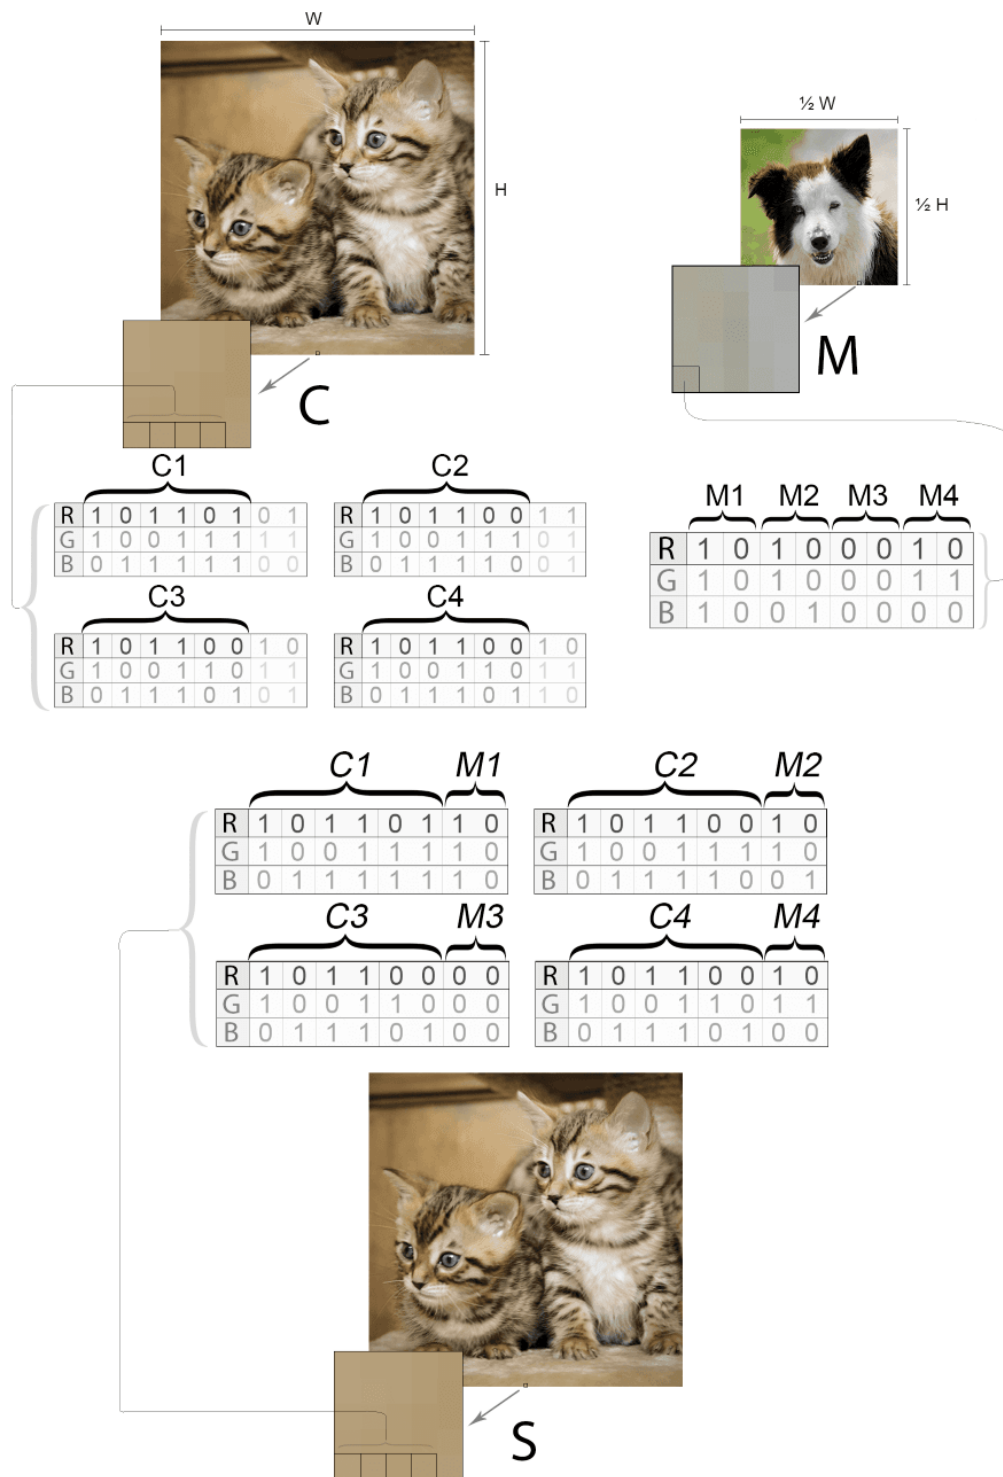 W
½ W
H
½ H
M
C
C1
C2
R 1 0 1 1 0 1 0 1
R 1 0 1 1 0 0 1 1
G 1 0 0 1 1 1 1 1
G 1 0 0 1 1 1 0 1
B 0 1 1 1 1 1 0 0
B 0 1 1 1 1 0 0 1
M1 M2 M3 M4
R 1 0 1 0 0 0 1 0
G 1 0 1 0 0 0 1 1
B 1 0 0 1 0 0 0 0
C3
C4
R 1 0 1 1 0 0 1 0
R 1 0 1 1 0 0 1 0
G 1 0 0 1 1 0 1 1
G 1 0 0 1 1 0 1 1
B 0 1 1 1 0 1 0 1
B 0 1 1 1 0 1 1 0
C1 M1
C2 M2
R 1 0 1 1 0 1 1 0
R 1 0 1 1 0 0 1 0
G 1 0 0 1 1 1 1 0
G 1 0 0 1 1 1 1 0
B 0 1 1 1 1 1 1 0
B 0 1 1 1 1 0 0 1
C3 M3
C4 M4
R 1 0 1 1 0 0 0 0
R 1 0 1 1 0 0 1 0
G 1 0 0 1 1 0 0 0
G 1 0 0 1 1 0 1 1
B 0 1 1 1 0 1 0 0
B 0 1 1 1 0 1 0 0
S